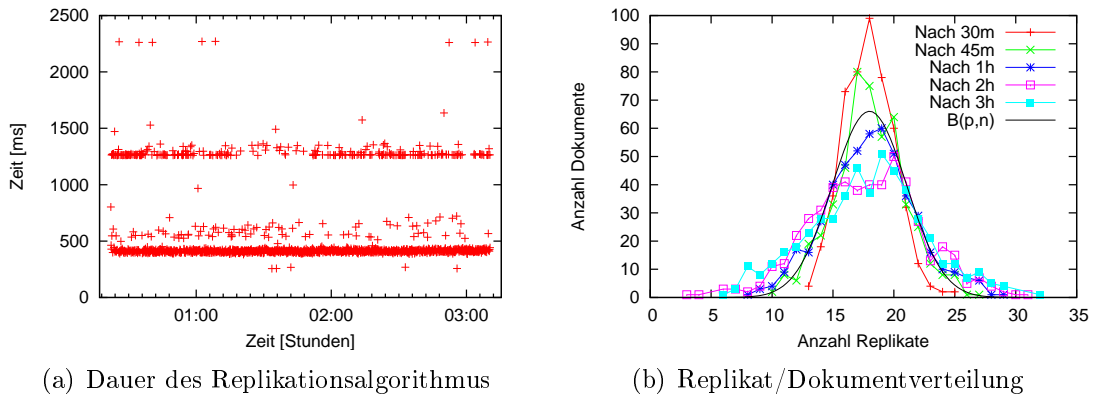 2500
2000
1500
1000
500
0
Zeit [ms]
01:00
02:00
03:00
Zeit [Stunden]
(a) Dauer des Replikationsalgorithmus
100
90
80
70
60
50
40
30
20
10
0
Anzahl Dokumente
Nach 30m
Nach 45m
Nach 1h
Nach 2h
Nach 3h
B(p,n)
0
5
10
15
20
25
30
35
Anzahl Replikate
(b) Replikat/Dokumentverteilung